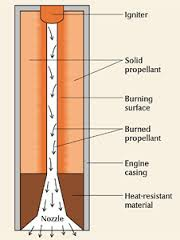 Igniter
Solid
propellant
Burning
surface
Burned
propellant
Engine
casing
Heat-resistant
material
Nozzle